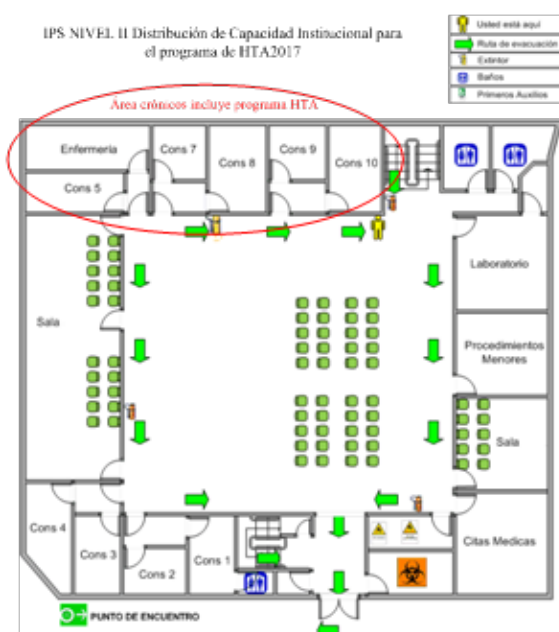 IPS NIVEL II Distribución de Capacidad Institucional para
el programa de HTA2017
Usted está aquí
Ruta de evacuación
Extintor
Baños
Primeros Auxilios
Área crónicos incluye programa HTA
Enfermería
Cons 7
Cons 8
Cons 9
Cons 10
Cons 5
Laboratorio
Sala
Procedimientos
Menores
Sala
Cons 4
Cons 3
Cons 2
Cons 1
Citas Medicas
PUNTO DE ENCUENTRO